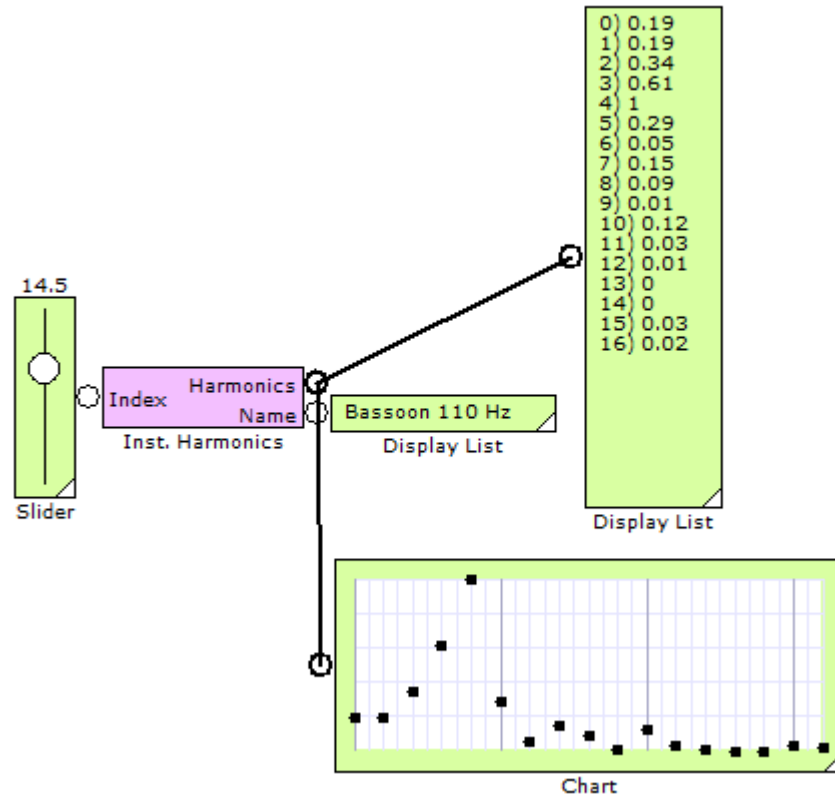 0) 0.19
1) 0.19
2) 0.34
3) 0.61
4) 1
5) 0.29
6) 0.05
7) 0.15
8) 0.09
9) 0.01
10) 0.12
11) 0.03
12) 0.01
13) 0
14) 0
15) 0.03
16) 0.02
Display List
14.5
Slider
Index
Harmonics
Name
Inst. Harmonics
Bassoon 110 Hz
Display List
Chart